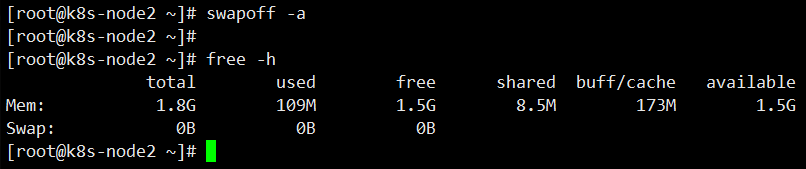 [root@k8s-node2 ~]# swapoff -a
[root@k8s-node2 ~]#
[root@k8s-node2 ~]# free -h
              total        used        free      shared  buff/cache   available
Mem:           1.8G        109M        1.5G        8.5M        173M        1.5G
Swap:            0B          0B          0B
[root@k8s-node2 ~]#